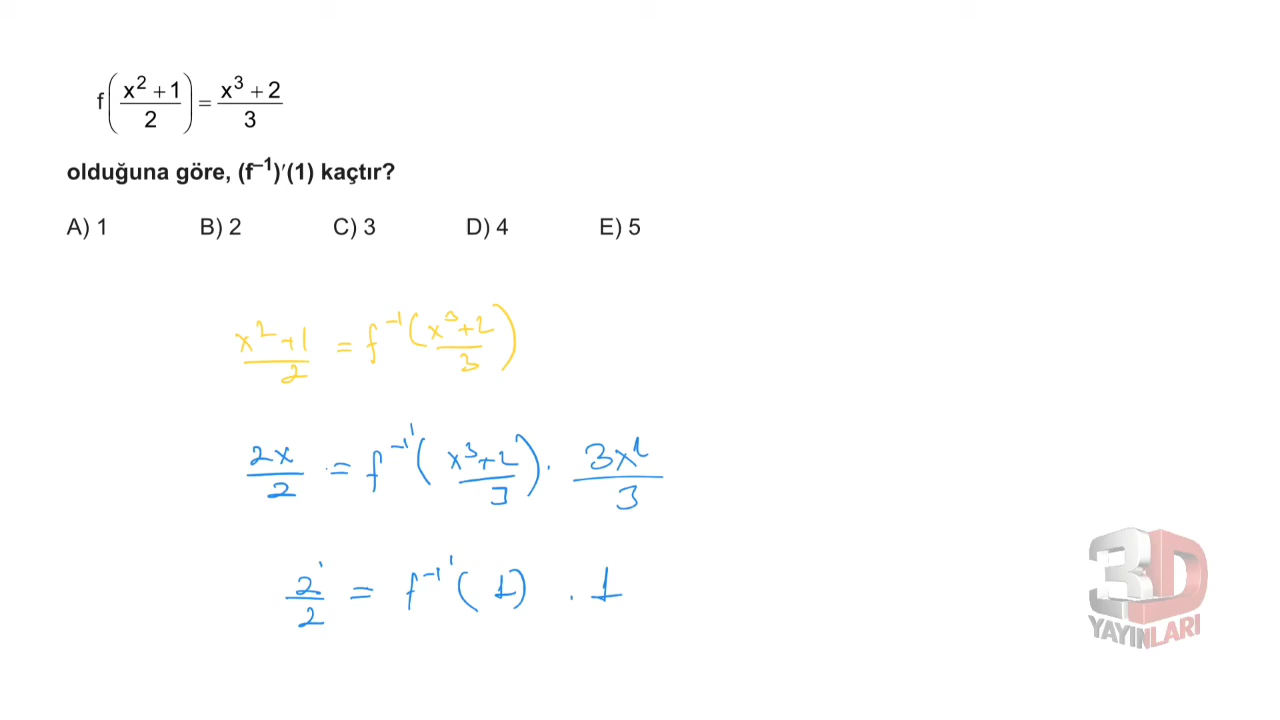 f((x² + 1)/2) = (x³ + 2)/3
olduğuna göre, (f⁻¹)′(1) kaçtır?
A) 1 B) 2 C) 3 D) 4 E) 5
(x² + 1)/2 = f⁻¹((x³ + 2)/3)
2x/2 = f⁻¹′((x³ + 2)/3) · 3x²/3
2/2 = f⁻¹′(1) · 1
3D
YAYINLARI